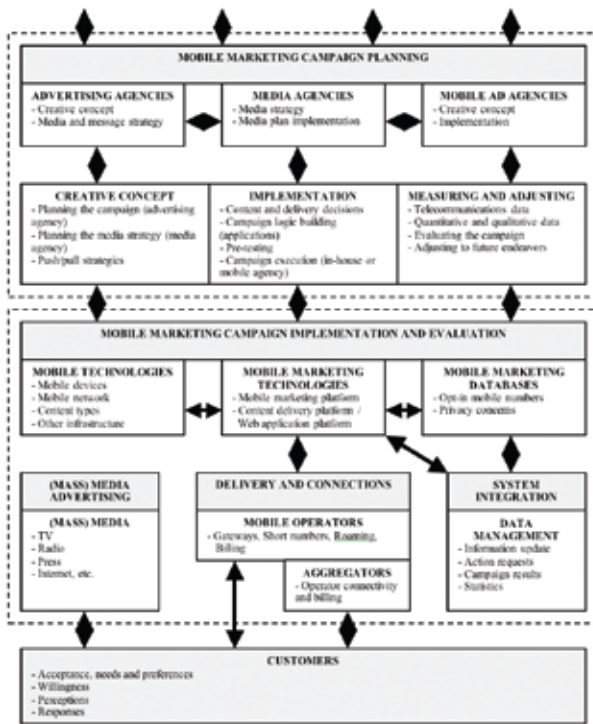 MOBILE MARKETING CAMPAIGN PLANNING
ADVERTISING AGENCIES
- Creative concept
- Media and message strategy
MEDIA AGENCIES
- Media strategy
- Media plan implementation
MOBILE AD AGENCIES
- Creative concept
- Implementation
CREATIVE CONCEPT
- Planning the campaign (advertising
agency)
- Planning the media strategy (media
agency)
- Push/pull strategies
IMPLEMENTATION
- Content and delivery decisions
- Campaign logic building
(applications)
- Pre-testing
- Campaign execution (in-house or
mobile agency)
MEASURING AND ADJUSTING
- Telecommunications data
- Quantitative and qualitative data
- Evaluating the campaign
- Adjusting to future endeavors
MOBILE MARKETING CAMPAIGN IMPLEMENTATION AND EVALUATION
MOBILE TECHNOLOGIES
- Mobile devices
- Mobile network
- Content types
- Other infrastructure
MOBILE MARKETING
TECHNOLOGIES
- Mobile marketing platform
- Content delivery platform /
Web application platform
MOBILE MARKETING
DATABASES
- Opt-in mobile numbers
- Privacy concerns
(MASS) MEDIA
ADVERTISING
(MASS) MEDIA
- TV
- Radio
- Press
- Internet, etc.
DELIVERY AND CONNECTIONS
MOBILE OPERATORS
- Gateways, Short numbers, Roaming,
Billing
AGGREGATORS
- Operator connectivity
and billing
SYSTEM
INTEGRATION
DATA
MANAGEMENT
- Information update
- Action requests
- Campaign results
- Statistics
CUSTOMERS
- Acceptance, needs and preferences
- Willingness
- Perceptions
- Responses